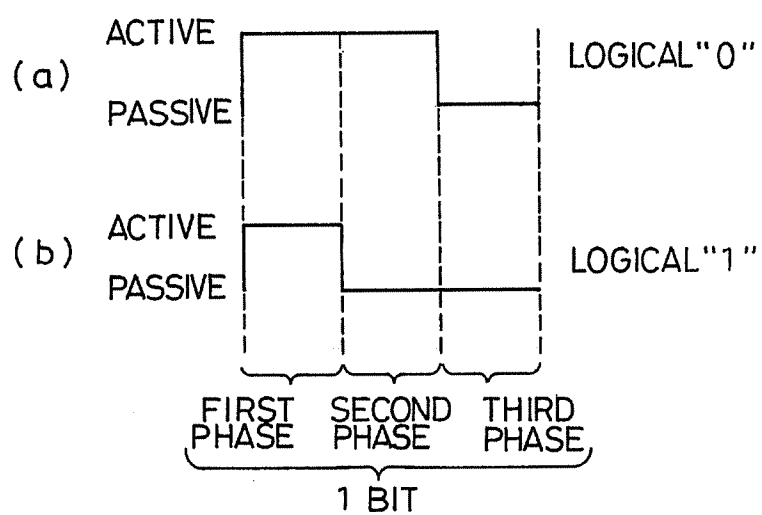 (a)
ACTIVE
PASSIVE
LOGICAL"0"
(b)
ACTIVE
PASSIVE
LOGICAL"1"
FIRST
PHASE
SECOND
PHASE
THIRD
PHASE
1 BIT